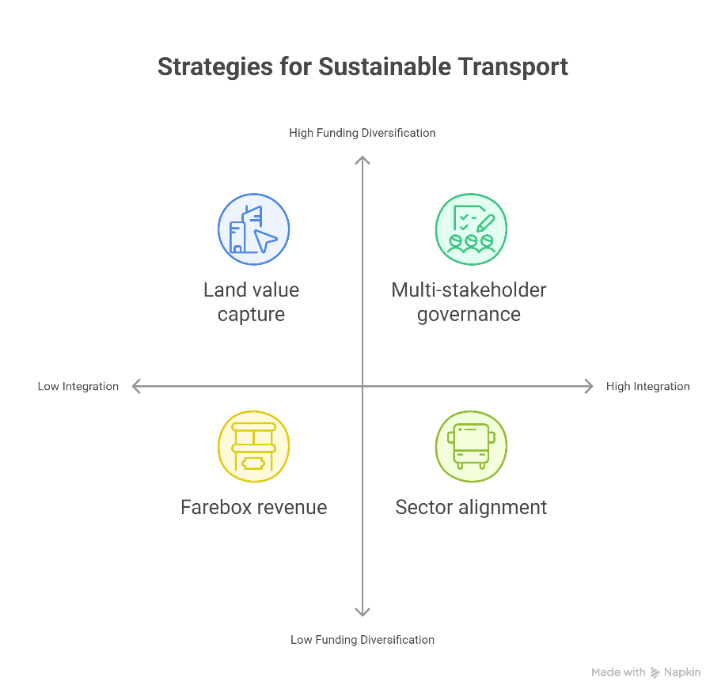 Strategies for Sustainable Transport
High Funding Diversification
Land value
capture
Multi-stakeholder
governance
Low Integration
High Integration
Farebox revenue
Sector alignment
Low Funding Diversification
Made with Napkin